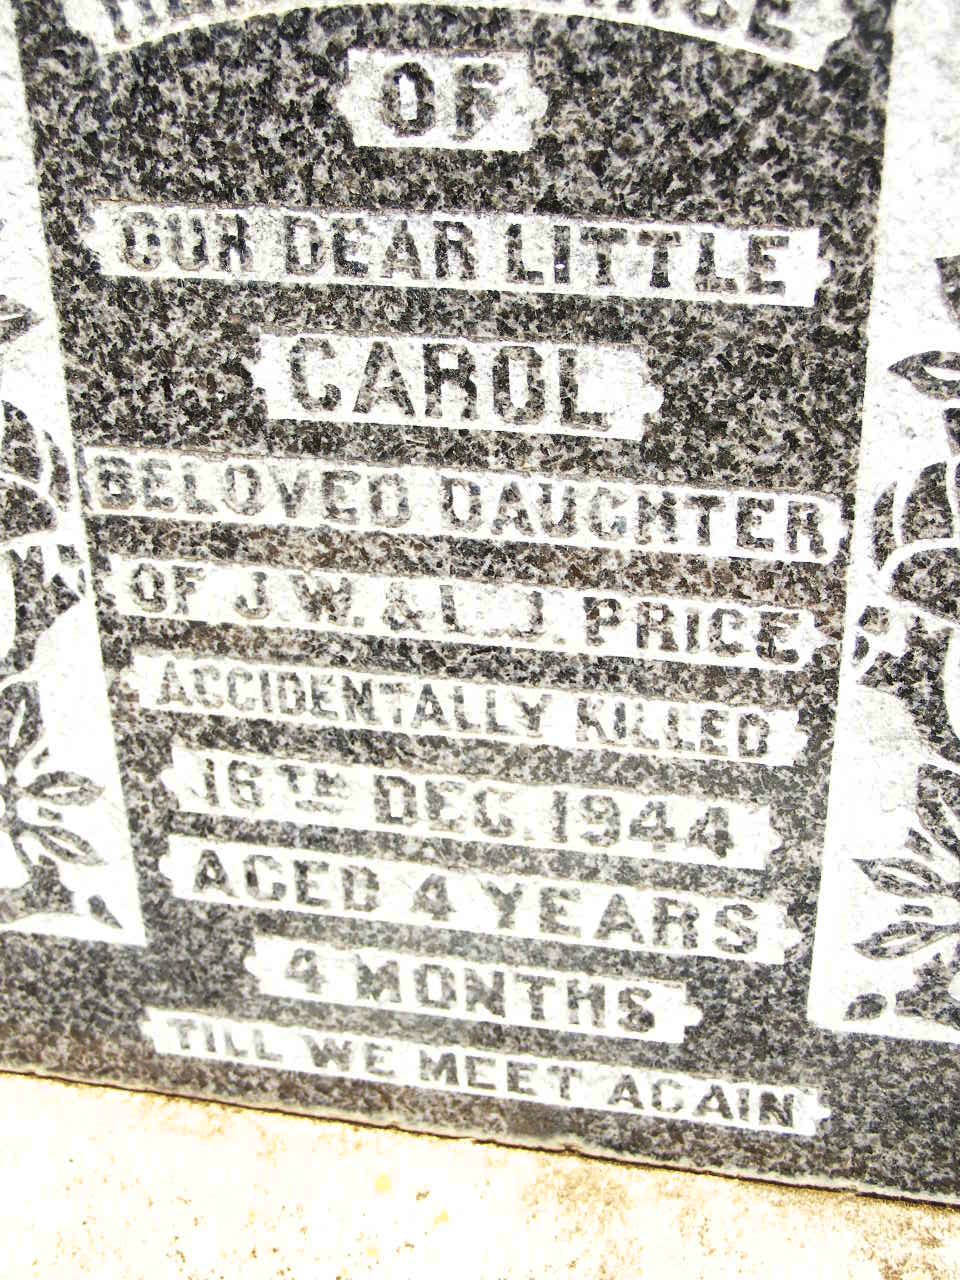 OF
OUR DEAR LITTLE
CAROL
BELOVED DAUGHTER
OF J.W. & L.J. PRICE
ACCIDENTALLY KILLED
16TH DEC. 1944
AGED 4 YEARS
4 MONTHS
TILL WE MEET AGAIN